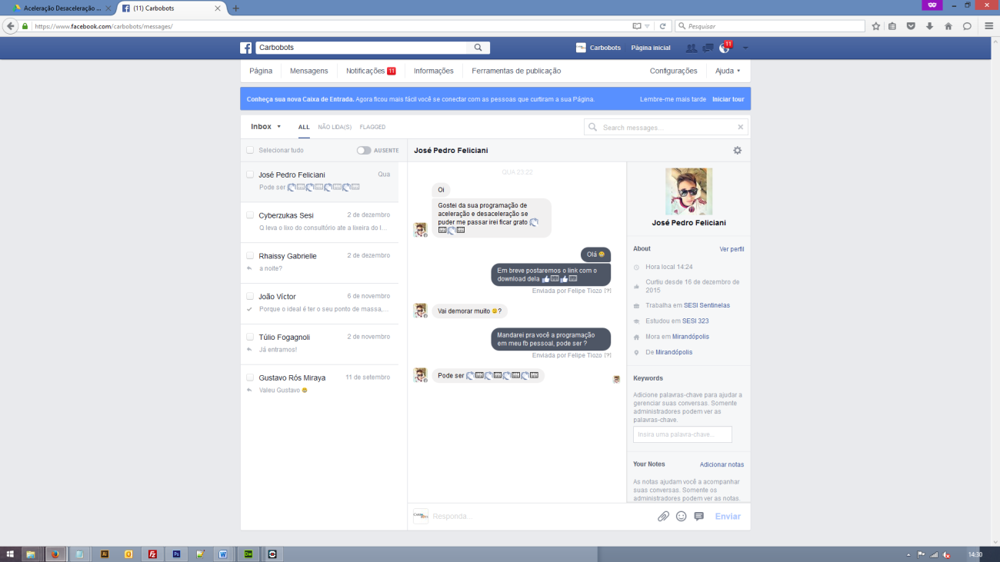 Aceleração Desaceleração ...
(11) Carbobots
https://www.facebook.com/carbobots/messages/
Pesquisar
Carbobots
Carbobots
Página inicial
11
Página
Mensagens
Notificações 11
Informações
Ferramentas de publicação
Configurações
Ajuda
Conheça sua nova Caixa de Entrada. Agora ficou mais fácil você se conectar com as pessoas que curtiram a sua Página.
Lembre-me mais tarde
Iniciar tour
Inbox
ALL
NÃO LIDA(S)
FLAGGED
Search messages...
Selecionar tudo
AUSENTE
José Pedro Feliciani
Qua
Pode ser
Cyberzukas Sesi
2 de dezembro
Q leva o lixo do consultório ate a lixeira do l...
Rhaissy Gabrielle
2 de dezembro
a noite?
João Víctor
6 de novembro
Porque o ideal é ter o seu ponto de massa,...
Túlio Fogagnoli
2 de novembro
Já entramos!
Gustavo Rós Miraya
11 de setembro
Valeu Gustavo
José Pedro Feliciani
QUA 23:22
Oi
Gostei da sua programação de
aceleração e desaceleração se
puder me passar irei ficar grato
Olá
Em breve postaremos o link com o
download dela
Enviada por Felipe Tiozo [?]
Vai demorar muito ?
Mandarei pra você a programação
em meu fb pessoal, pode ser ?
Enviada por Felipe Tiozo [?]
Pode ser
Responda...
Enviar
José Pedro Feliciani
About
Ver perfil
Hora local 14:24
Curtiu desde 16 de dezembro de
2015
Trabalha em SESI Sentinelas
Estudou em SESI 323
Mora em Mirandópolis
De Mirandópolis
Keywords
Adicione palavras-chave para ajudar a
gerenciar suas conversas. Somente
administradores podem ver as
palavras-chave.
Insira uma palavra-chave...
Your Notes
Adicionar notas
As notas ajudam você a acompanhar
suas conversas. Somente os
administradores podem ver as notas.
14:30